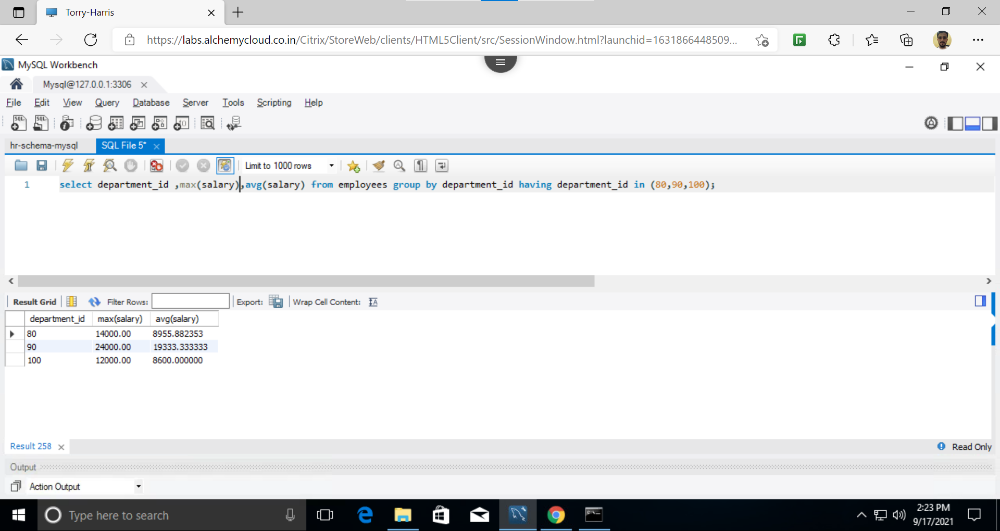 Torry-Harris
https://labs.alchemycloud.co.in/Citrix/StoreWeb/clients/HTML5Client/src/SessionWindow.html?launchid=1631866448509...
MySQL Workbench
Mysql@127.0.0.1:3306
File Edit View Query Database Server Tools Scripting Help
hr-schema-mysql SQL File 5*
Limit to 1000 rows
1 select department_id ,max(salary),avg(salary) from employees group by department_id having department_id in (80,90,100);
Result Grid Filter Rows: Export: Wrap Cell Content:
department_id max(salary) avg(salary)
80 14000.00 8955.882353
90 24000.00 19333.333333
100 12000.00 8600.000000
Result 258 Read Only
Output
Action Output
Type here to search
2:23 PM
9/17/2021